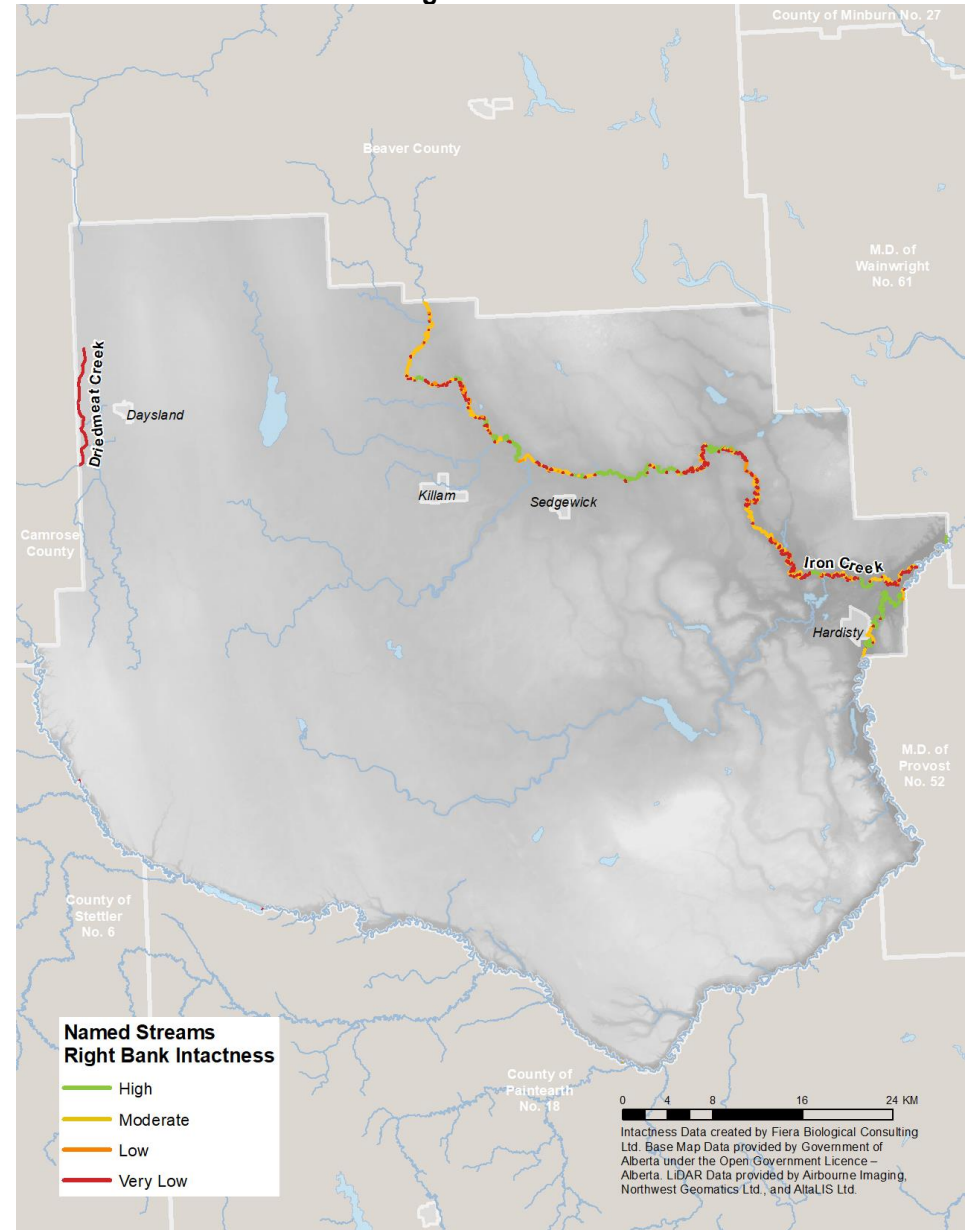 County of Minburn No. 27
Beaver County
M.D. of
Wainwright
No. 61
Driedmeat Creek
Daysland
Killam
Sedgewick
Camrose
County
Iron Creek
Hardisty
M.D. of
Provost
No. 52
County of
Stettler
No. 6
County of
Paintearth
No. 18
Named Streams
Right Bank Intactness
High
Moderate
Low
Very Low
0 4 8 16 24 KM
Intactness Data created by Fiera Biological Consulting
Ltd. Base Map Data provided by Government of
Alberta under the Open Government Licence –
Alberta. LiDAR Data provided by Airbourne Imaging,
Northwest Geomatics Ltd., and AltaLIS Ltd.